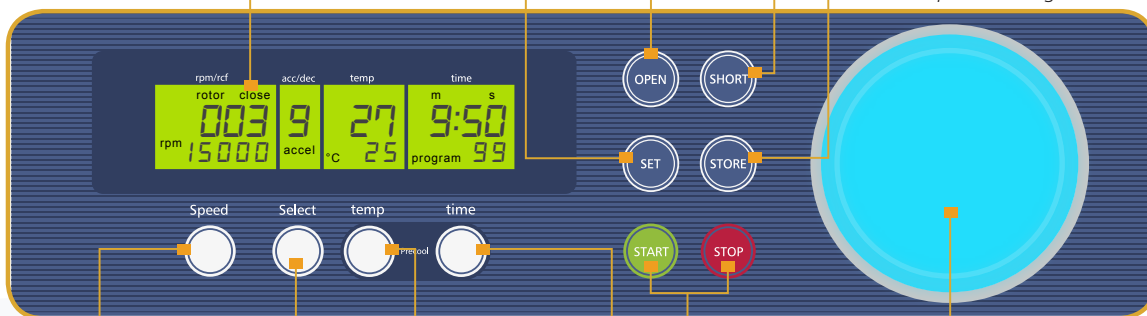 rpm/rcf acc/dec temp time
rotor close m s
003 9 27 9:50
rpm 15000 accel °C 25 program 99
OPEN SHORT
SET STORE
Speed Select temp time
Precool
START STOP